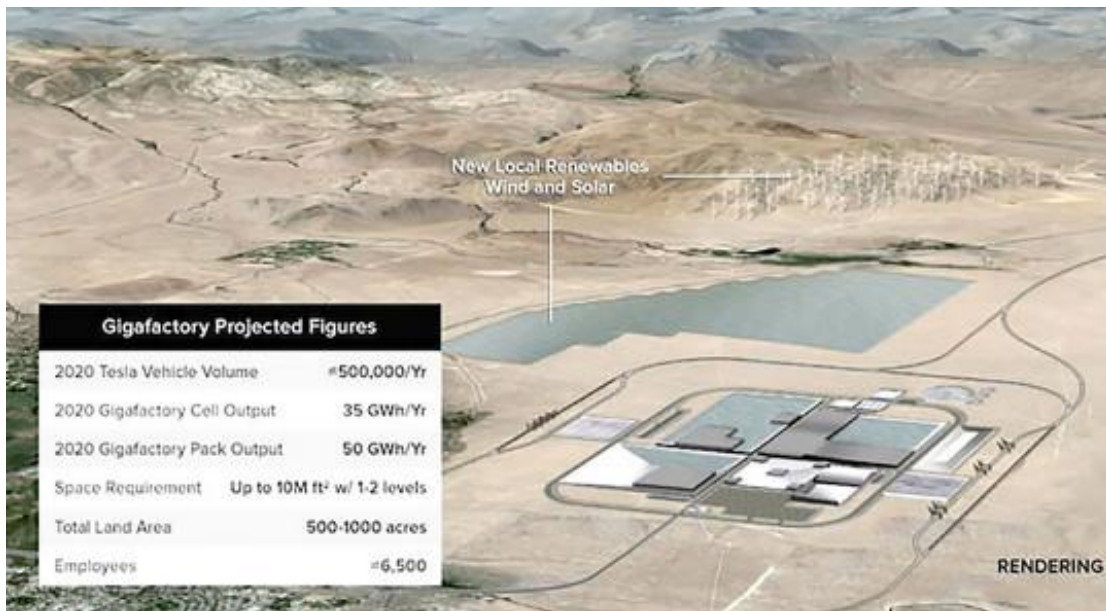 New Local Renewables
Wind and Solar
Gigafactory Projected Figures
2020 Tesla Vehicle Volume ≈500,000/Yr
2020 Gigafactory Cell Output 35 GWh/Yr
2020 Gigafactory Pack Output 50 GWh/Yr
Space Requirement Up to 10M ft² w/ 1-2 levels
Total Land Area 500-1000 acres
Employees ≈6,500
RENDERING